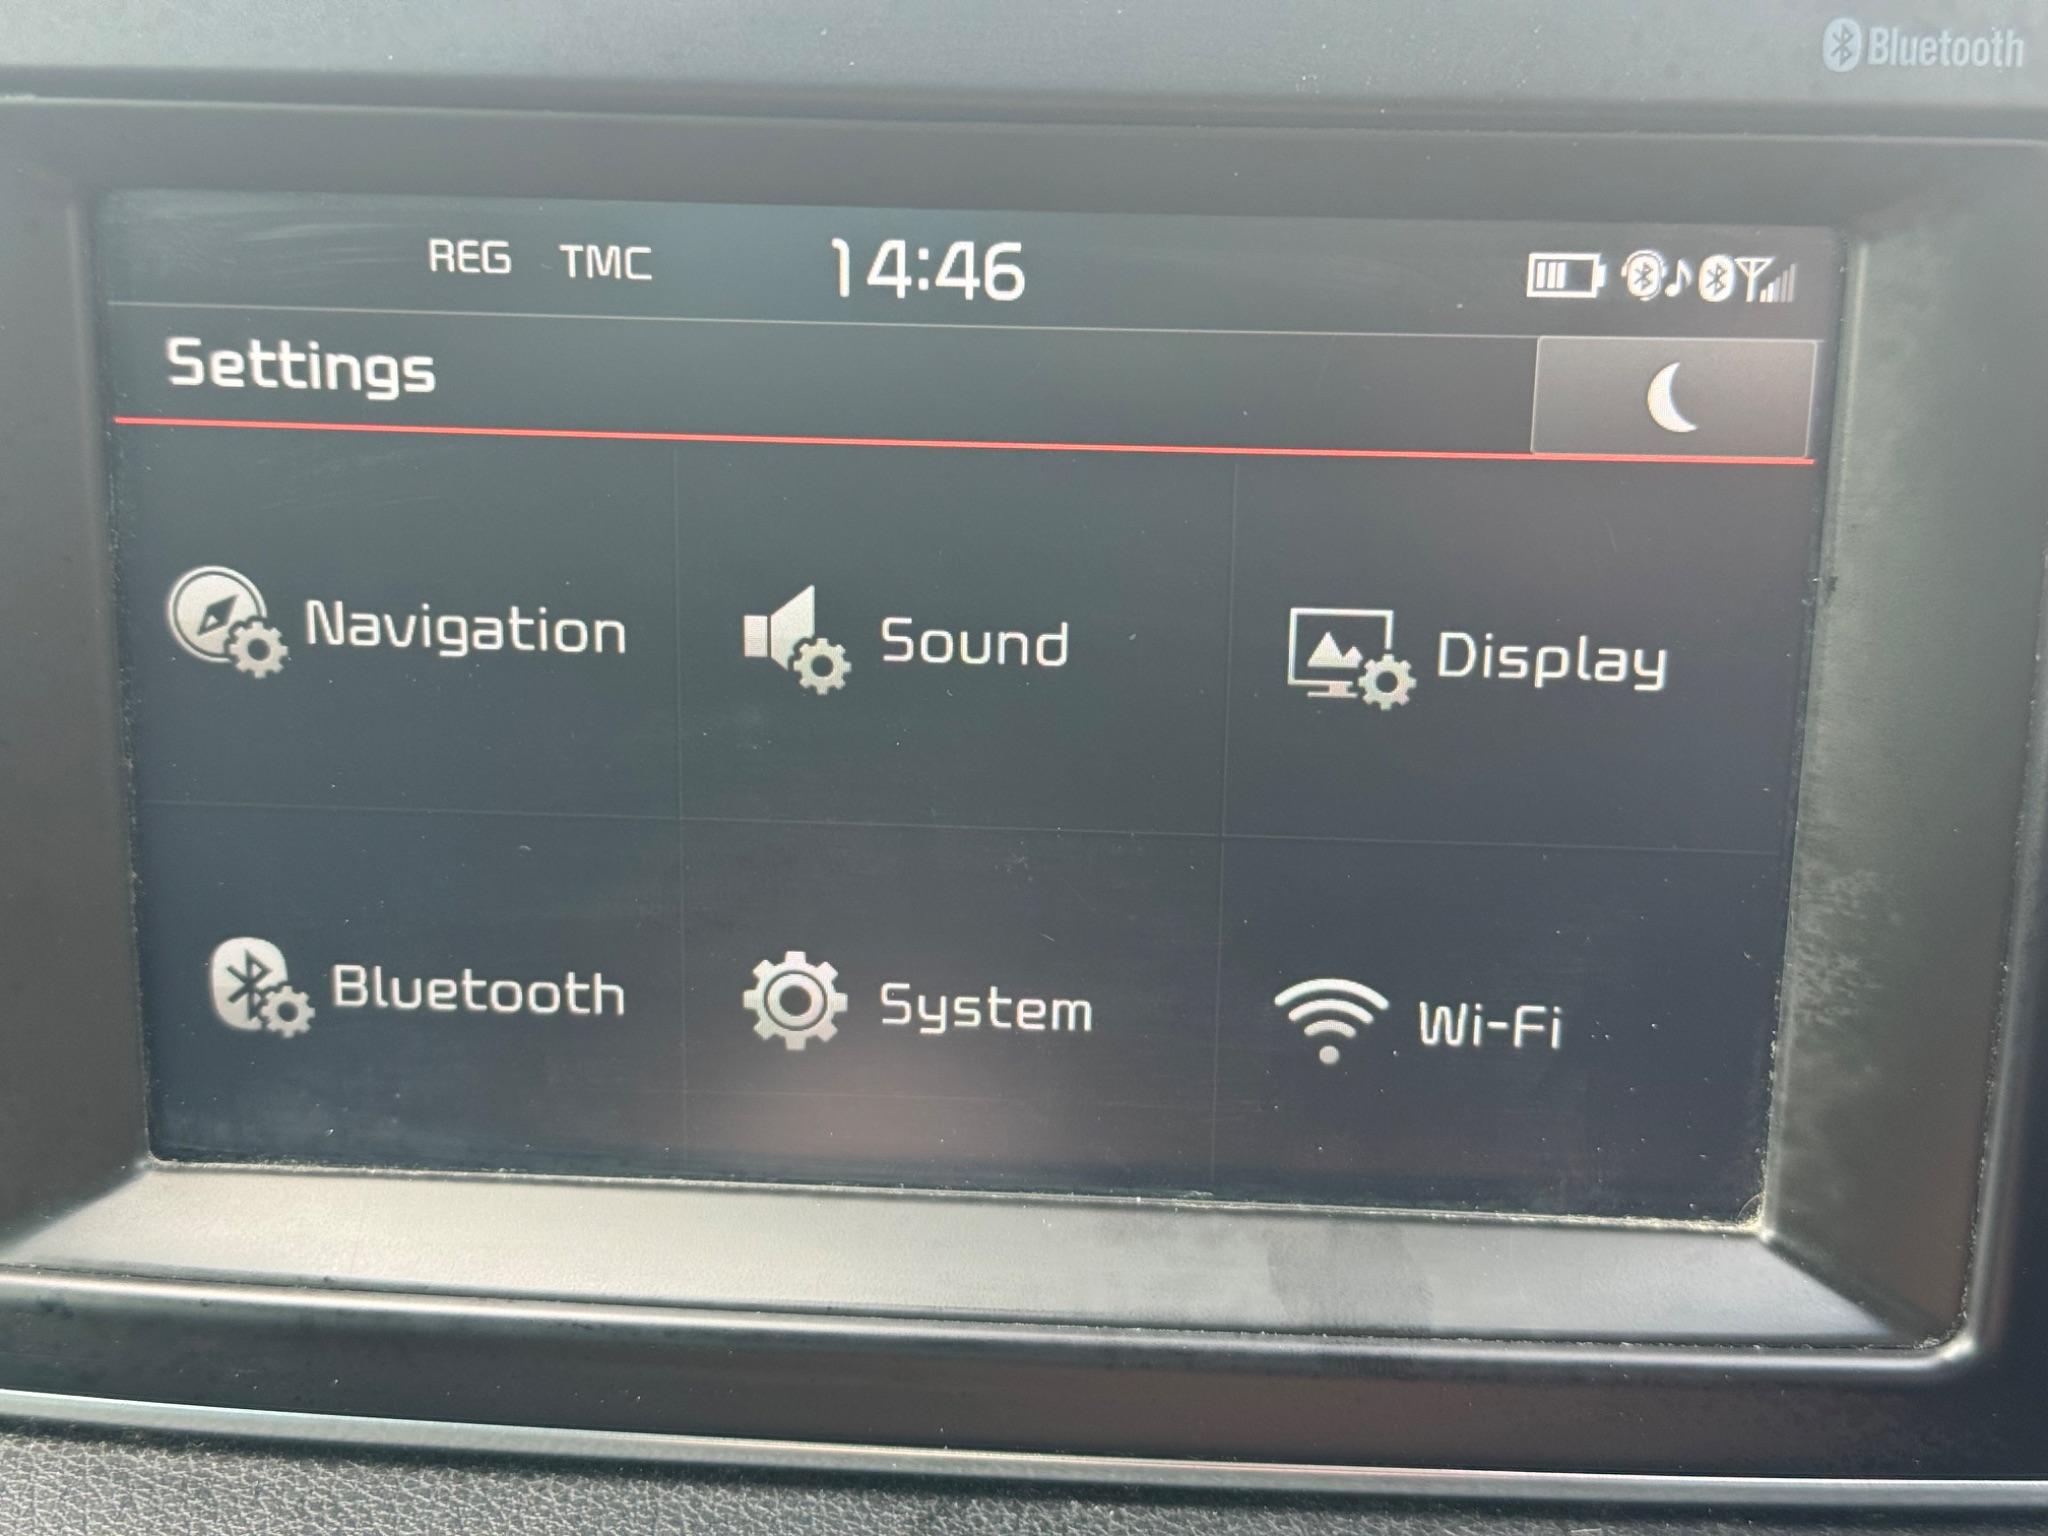 Bluetooth
REG TMC 14:46
Settings
Navigation Sound Display
Bluetooth System Wi-Fi